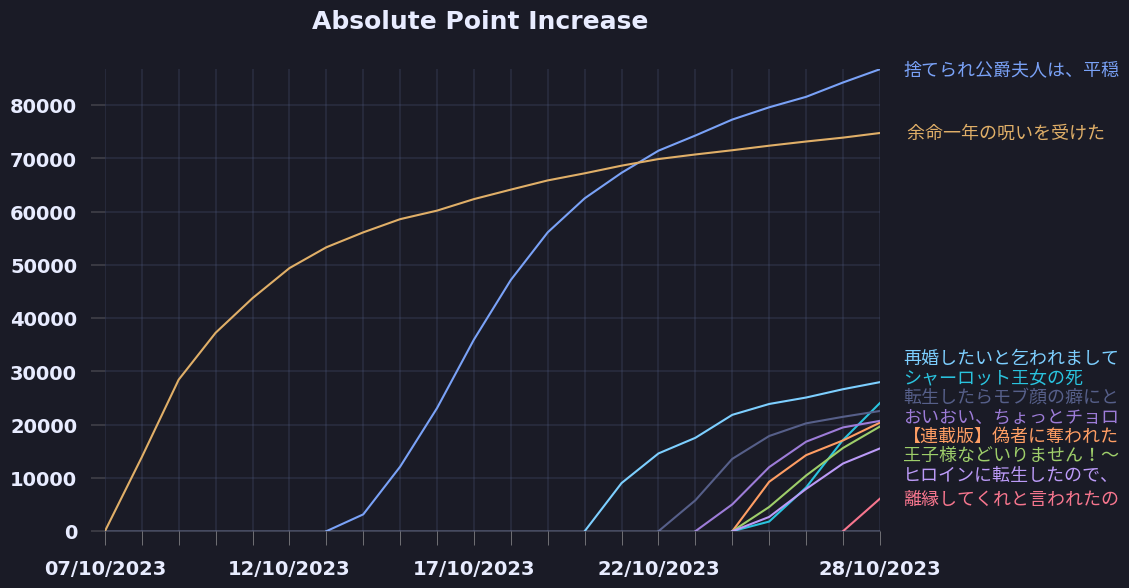 Absolute Point Increase
捨てられ公爵夫人は、平穏
80000
余命一年の呪いを受けた
70000
60000
50000
40000
30000
再婚したいと乞われまして
シャーロット王女の死
転生したらモブ顔の癖にと
おいおい、ちょっとチョロ
20000
【連載版】偽者に奪われた
王子様などいりません！～
ヒロインに転生したので、
10000
離縁してくれと言われたの
0
07/10/2023
12/10/2023
17/10/2023
22/10/2023
28/10/2023